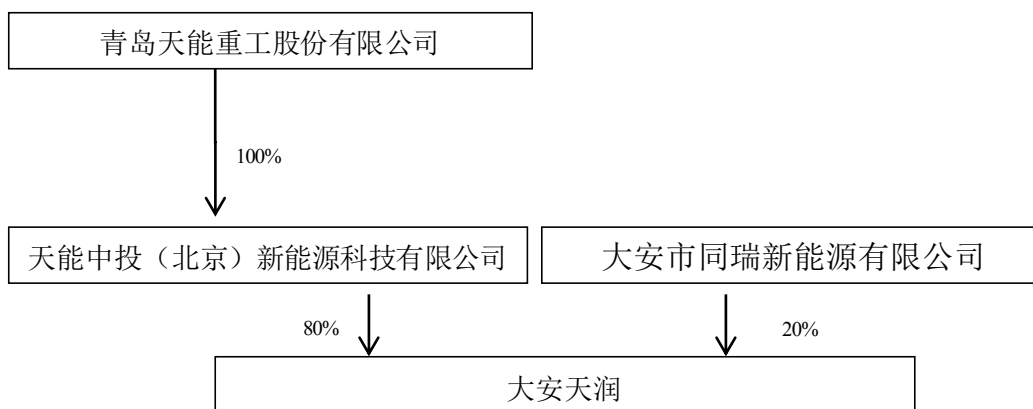 青岛天能重工股份有限公司
100%
天能中投（北京）新能源科技有限公司
大安市同瑞新能源有限公司
80%
20%
大安天润